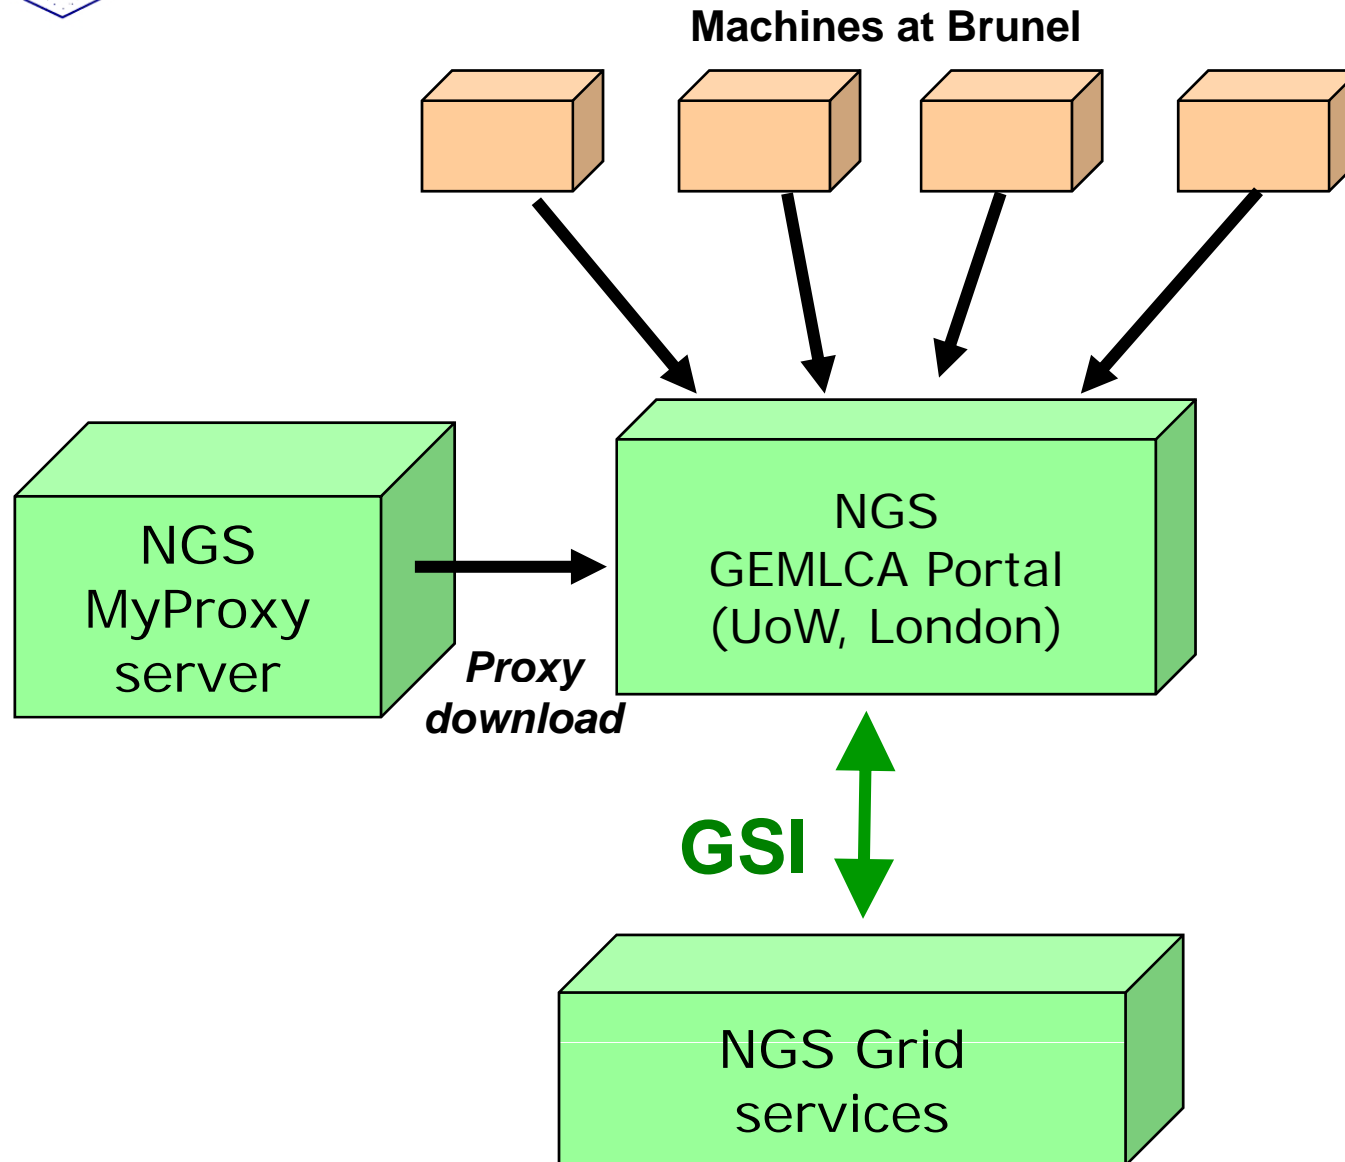 Machines at Brunel
NGS
MyProxy
server
Proxy
download
NGS
GEMLCA Portal
(UoW, London)
GSI
NGS Grid
services